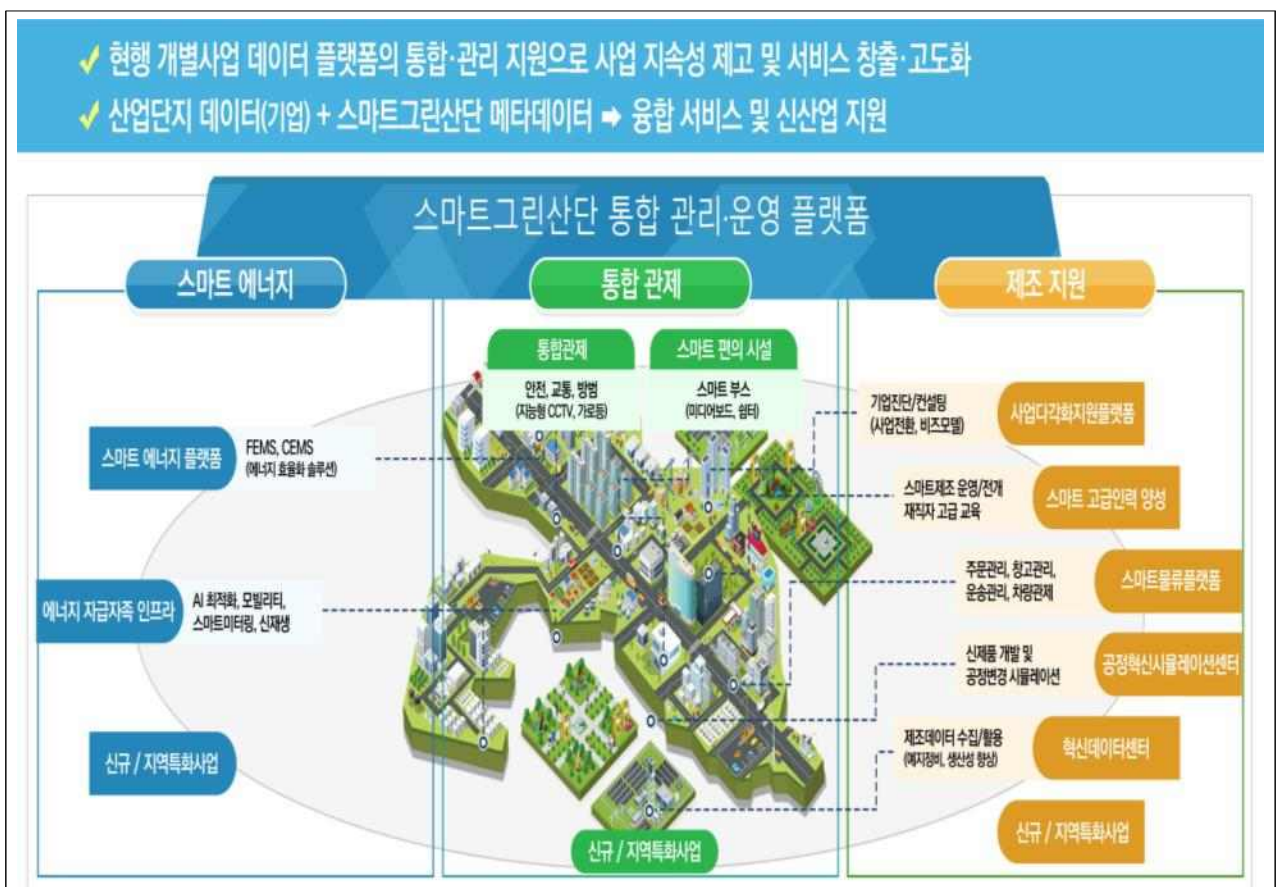 ✓ 현행 개별사업 데이터 플랫폼의 통합·관리 지원으로 사업 지속성 제고 및 서비스 창출·고도화
✓ 산업단지 데이터(기업) + 스마트그린산단 메타데이터 ➡ 융합 서비스 및 신산업 지원
스마트그린산단 통합 관리·운영 플랫폼
스마트 에너지
스마트 에너지 플랫폼
FEMS, CEMS
(에너지 효율화 솔루션)
에너지 자급자족 인프라
AI 최적화, 모빌리티,
스마트미터링, 신재생
신규 / 지역특화사업
통합 관제
통합관제
안전, 교통, 방범
(지능형 CCTV, 가로등)
스마트 편의 시설
스마트 부스
(미디어보드, 쉼터)
신규 / 지역특화사업
제조 지원
기업진단/컨설팅
(사업전환, 비즈모델)
사업다각화지원플랫폼
스마트제조 운영/전개
재직자 고급 교육
스마트 고급인력 양성
주문관리, 창고관리,
운송관리, 차량관제
스마트물류플랫폼
신제품 개발 및
공정변경 시뮬레이션
공정혁신시뮬레이션센터
제조데이터 수집/활용
(예지정비, 생산성 향상)
혁신데이터센터
신규 / 지역특화사업